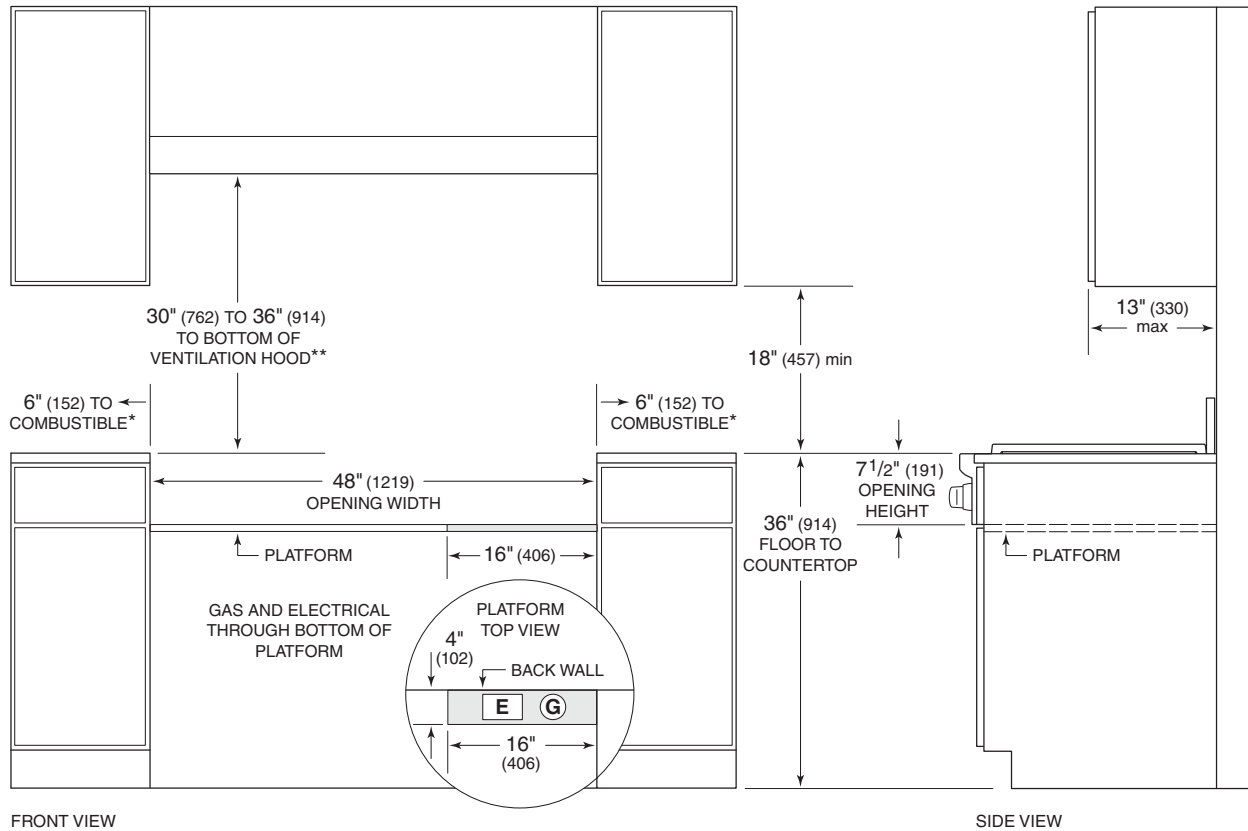 30" (762) TO 36" (914)
TO BOTTOM OF
VENTILATION HOOD**
13" (330)
max
18" (457) min
6" (152) TO
COMBUSTIBLE*
6" (152) TO
COMBUSTIBLE*
48" (1219)
OPENING WIDTH
7 1/2" (191)
OPENING
HEIGHT
36" (914)
FLOOR TO
COUNTERTOP
PLATFORM
16" (406)
PLATFORM
GAS AND ELECTRICAL
THROUGH BOTTOM OF
PLATFORM
PLATFORM
TOP VIEW
4"
(102)
BACK WALL
E
G
16"
(406)
FRONT VIEW
SIDE VIEW